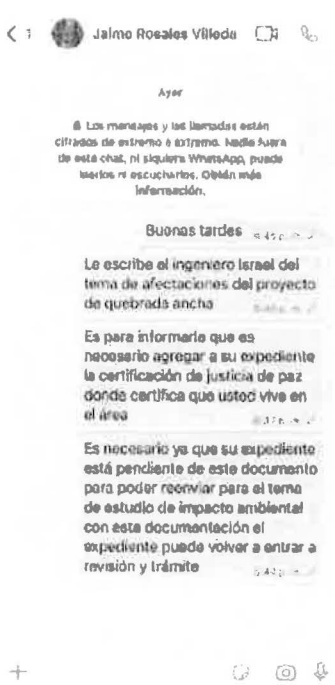 1 Jaime Rosales Villeda
Ayer
Los mensajes y las llamadas están
cifrados de extremo a extremo. Nadie fuera
de este chat, ni siquiera WhatsApp, puede
leerlos ni escucharlos. Obtén más
información.
Buenas tardes
Le escribe el ingeniero Israel del
tema de afectaciones del proyecto
de quebrada ancha
Es para informarle que es
necesario agregar a su expediente
la certificación de justicia de paz
donde certifica que usted vive en
el área
Es necesario ya que su expediente
está pendiente de este documento
para poder reenviar para el tema
de estudio de impacto ambiental
con esta documentación el
expediente puede volver a entrar a
revisión y trámite